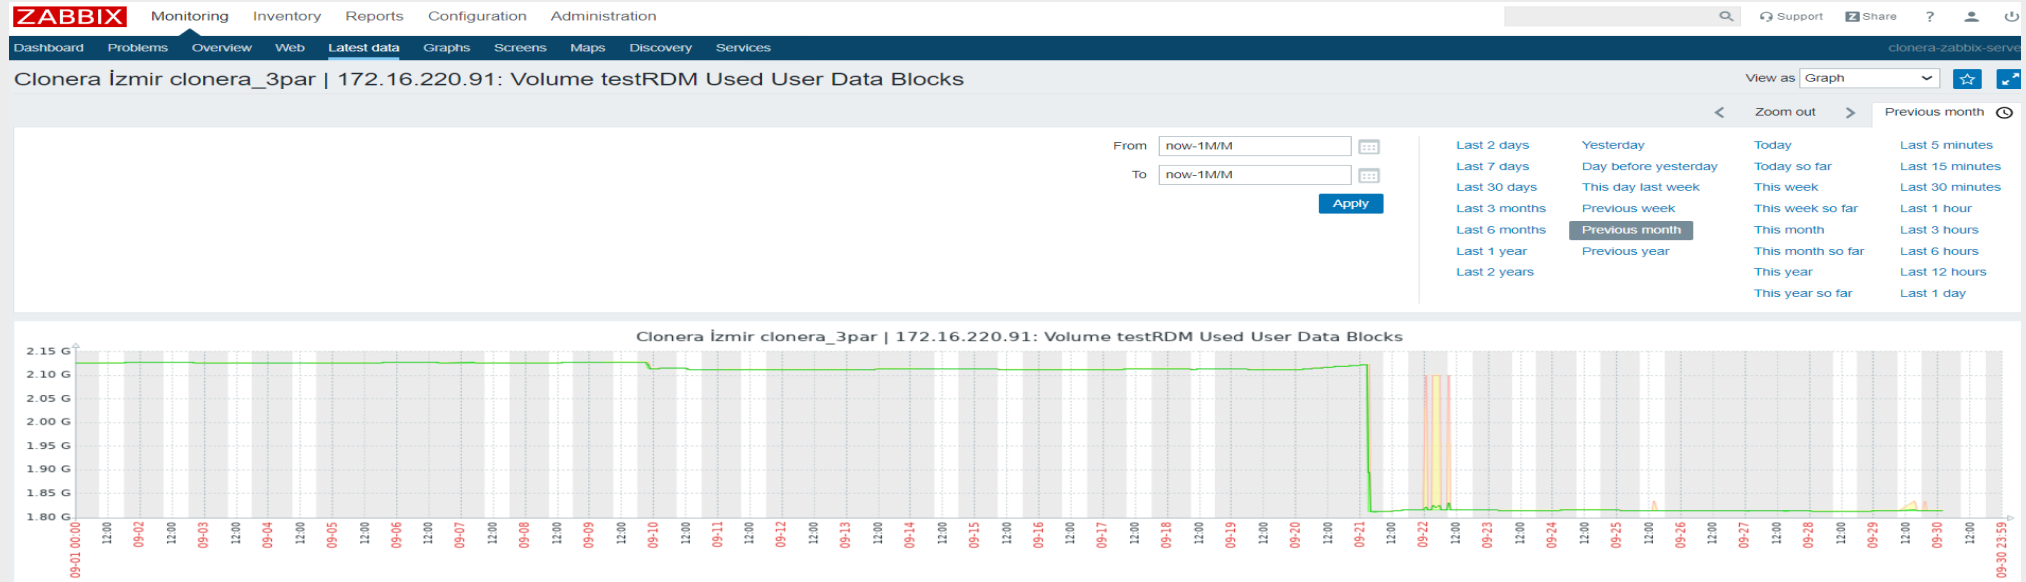 ZABBIX Monitoring Inventory Reports Configuration Administration Support Z Share ?
Dashboard Problems Overview Web Latest data Graphs Screens Maps Discovery Services clonera-zabbix-serve
Clonera İzmir clonera_3par | 172.16.220.91: Volume testRDM Used User Data Blocks View as Graph
< Zoom out > Previous month
From now-1M/M
To now-1M/M
Apply
Last 2 days Yesterday Today Last 5 minutes
Last 7 days Day before yesterday Today so far Last 15 minutes
Last 30 days This day last week This week Last 30 minutes
Last 3 months Previous week This week so far Last 1 hour
Last 6 months Previous month This month Last 3 hours
Last 1 year Previous year This month so far Last 6 hours
Last 2 years This year Last 12 hours
This year so far Last 1 day
Clonera İzmir clonera_3par | 172.16.220.91: Volume testRDM Used User Data Blocks
2.15 G
2.10 G
2.05 G
2.00 G
1.95 G
1.90 G
1.85 G
1.80 G
09-01 00:00 12:00 09-02 12:00 09-03 12:00 09-04 12:00 09-05 12:00 09-06 12:00 09-07 12:00 09-08 12:00 09-09 12:00 09-10 12:00 09-11 12:00 09-12 12:00 09-13 12:00 09-14 12:00 09-15 12:00 09-16 12:00 09-17 12:00 09-18 12:00 09-19 12:00 09-20 12:00 09-21 12:00 09-22 12:00 09-23 12:00 09-24 12:00 09-25 12:00 09-26 12:00 09-27 12:00 09-28 12:00 09-29 12:00 09-30 12:00 09-30 23:59